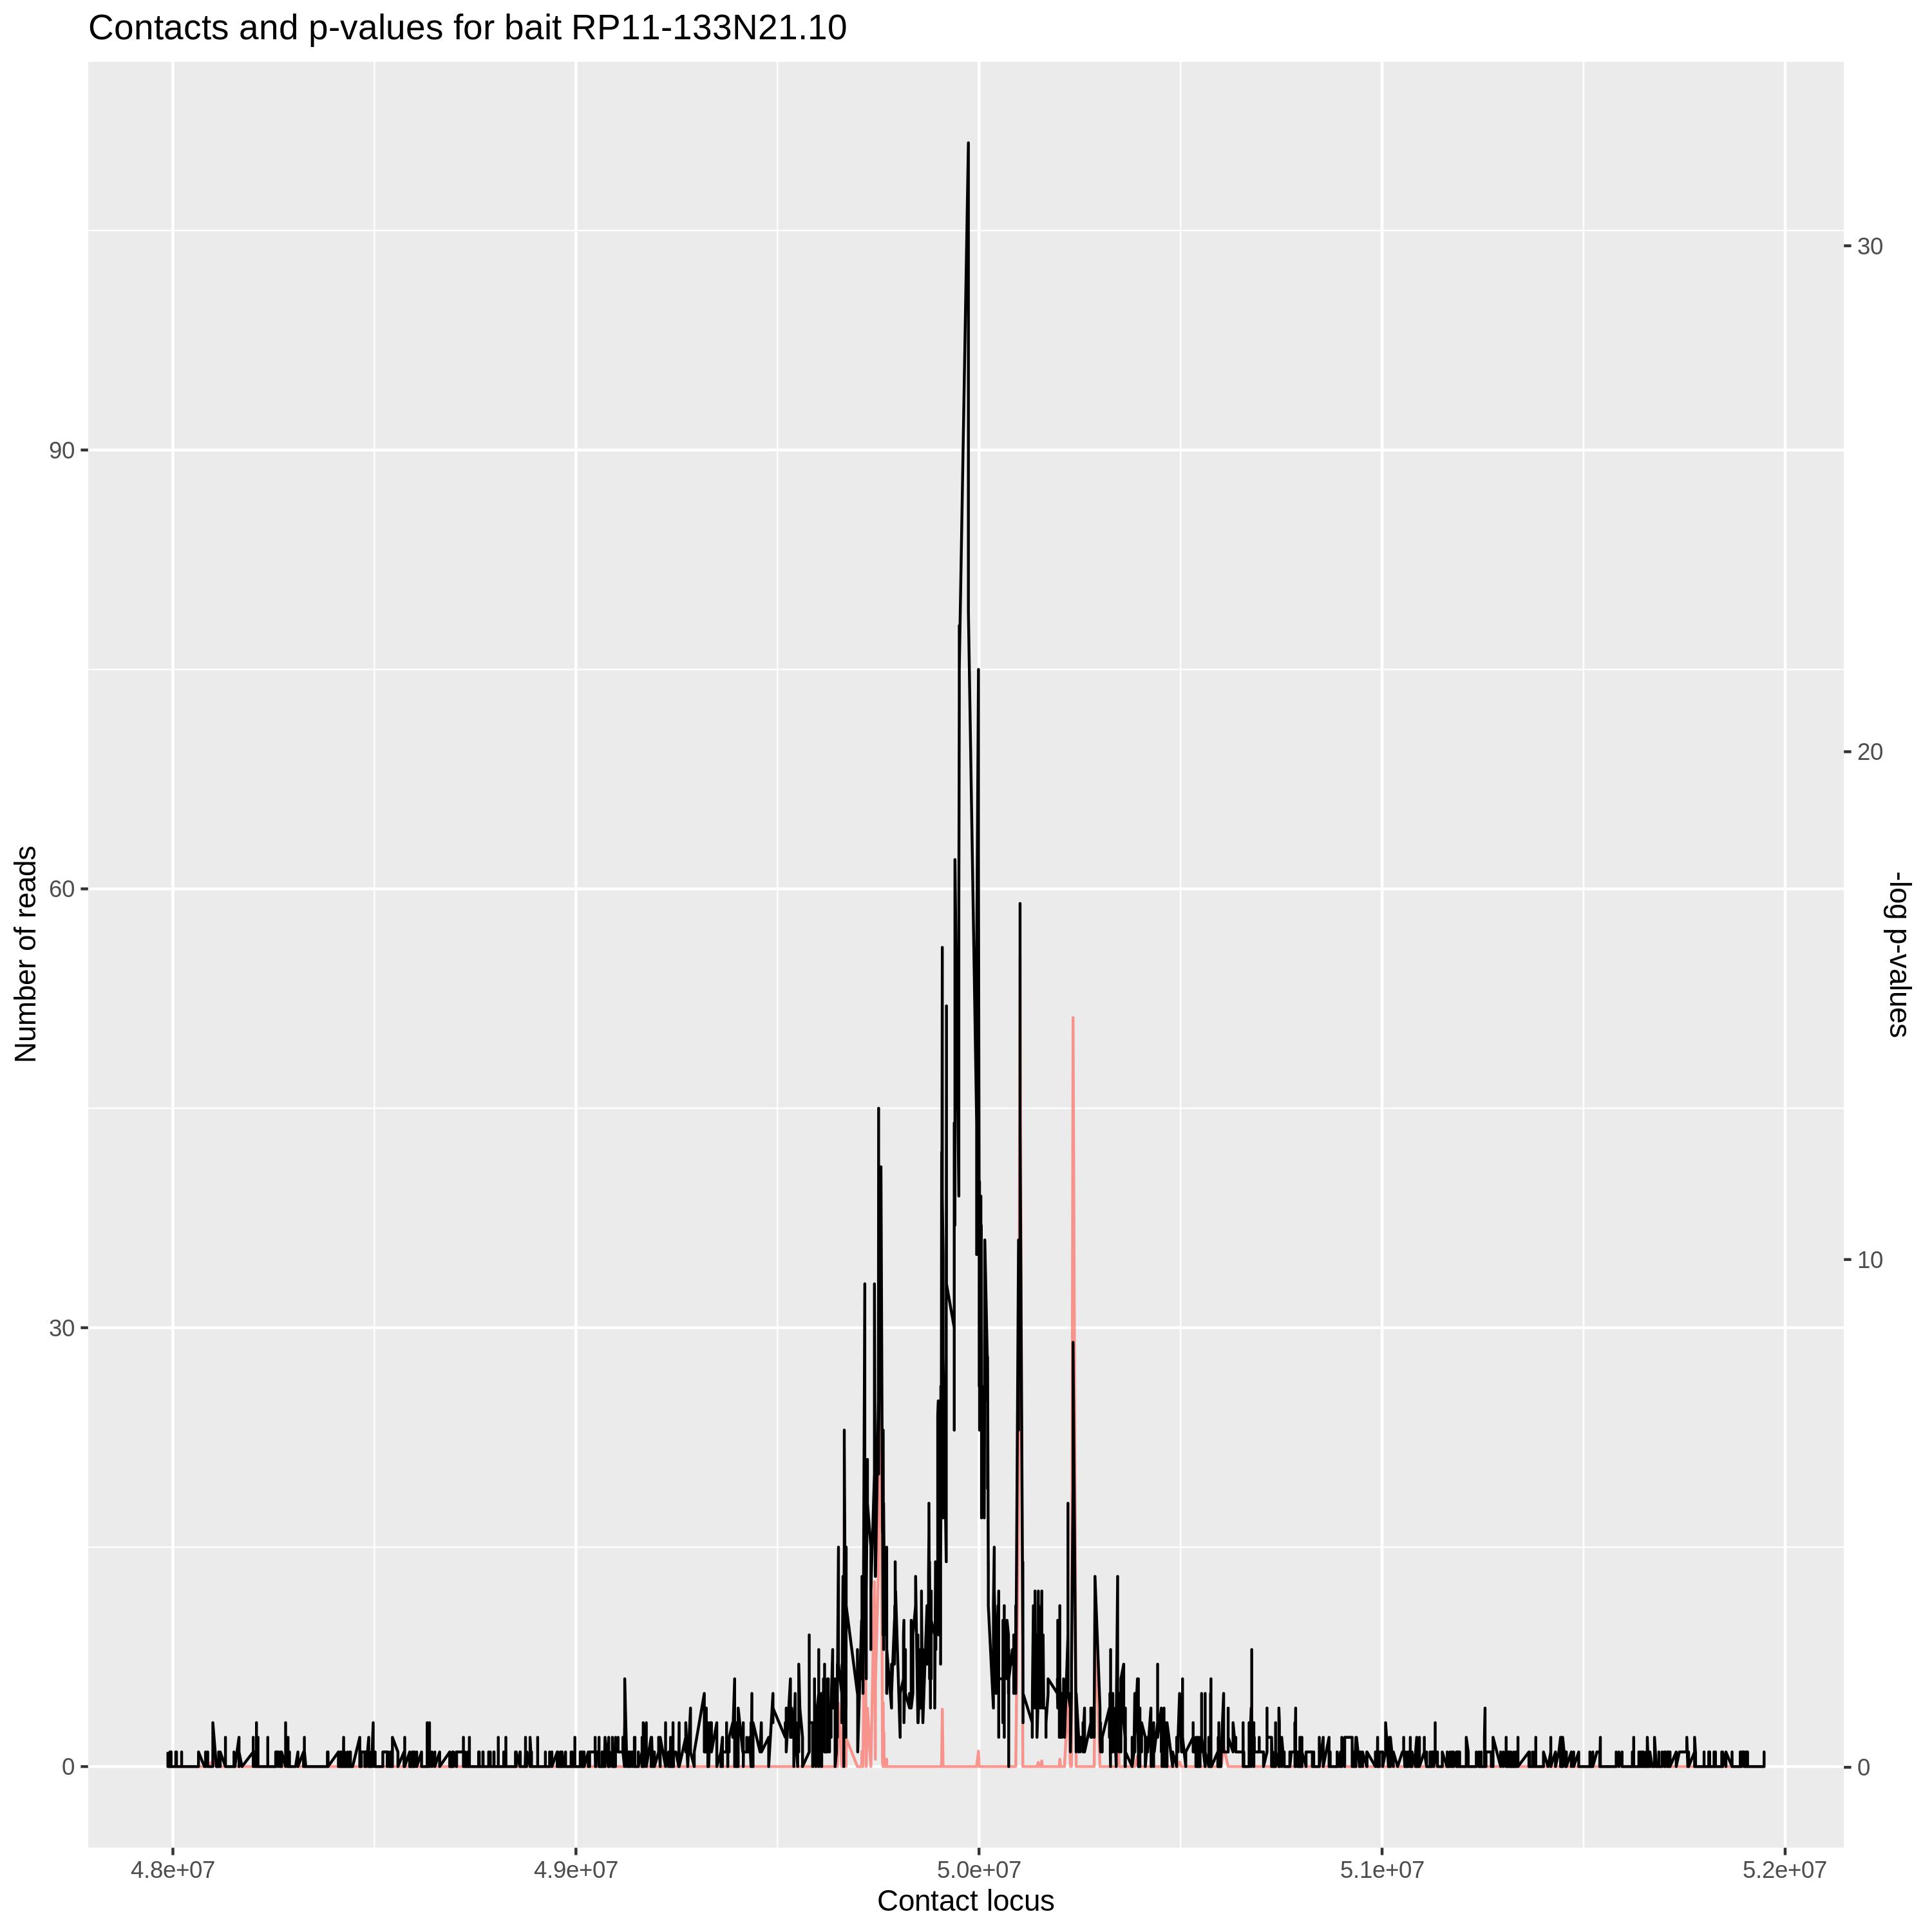 Contacts and p-values for bait RP11-133N21.10
90
60
30
0
30
20
10
0
Number of reads
-log p-values
4.8e+07 4.9e+07 5.0e+07 5.1e+07 5.2e+07
Contact locus